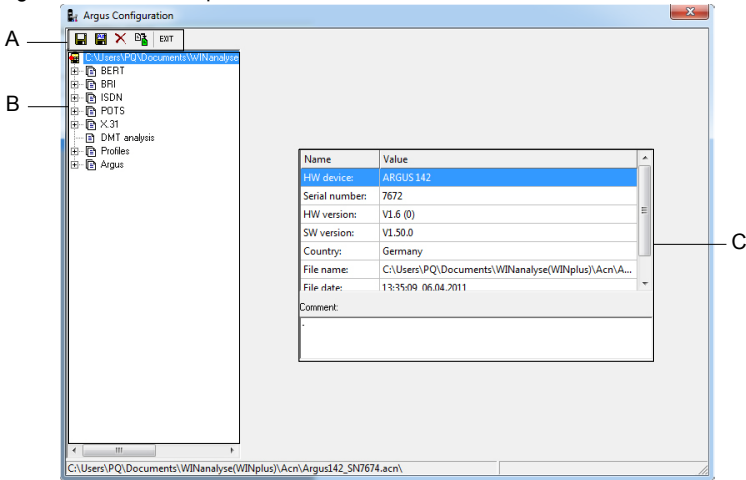 Argus Configuration
A
EXIT
C:\Users\PQ\Documents\WINanalyse
B
BERT
BRI
ISDN
POTS
X.31
DMT analysis
Profiles
Argus
Name Value
HW device: ARGUS 142
Serial number: 7672
HW version: V1.6 (0)
SW version: V1.50.0
C
Country: Germany
File name: C:\Users\PQ\Documents\WINanalyse(WINplus)\Acn\A...
File date: 13:35:09 06.04.2011
Comment:
-
C:\Users\PQ\Documents\WINanalyse(WINplus)\Acn\Argus142_SN7674.acn\